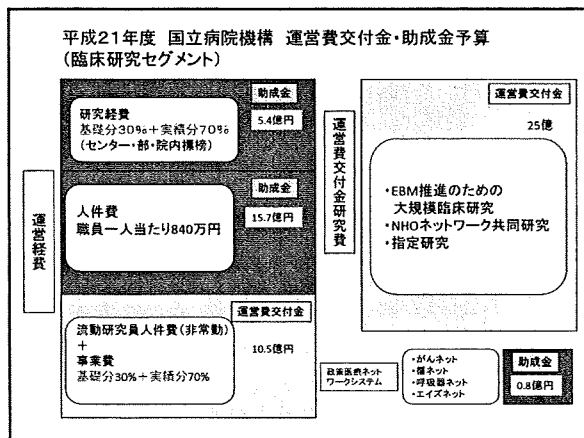 平成21年度 国立病院機構 運営費交付金・助成金予算
(臨床研究セグメント)
運営経費
助成金
5.4億円
研究経費
基礎分30%+実績分70%
(センター・部・院内標榜)
助成金
15.7億円
人件費
職員一人当たり840万円
運営費交付金
10.5億円
流動研究員人件費(非常勤)
+
事業費
基礎分30%+実績分70%
運営費交付金研究費
運営費交付金
25億
・EBM推進のための
大規模臨床研究
・NHOネットワーク共同研究
・指定研究
政策医療ネット
ワークシステム
・がんネット
・循ネット
・呼吸器ネット
・エイズネット
助成金
0.8億円